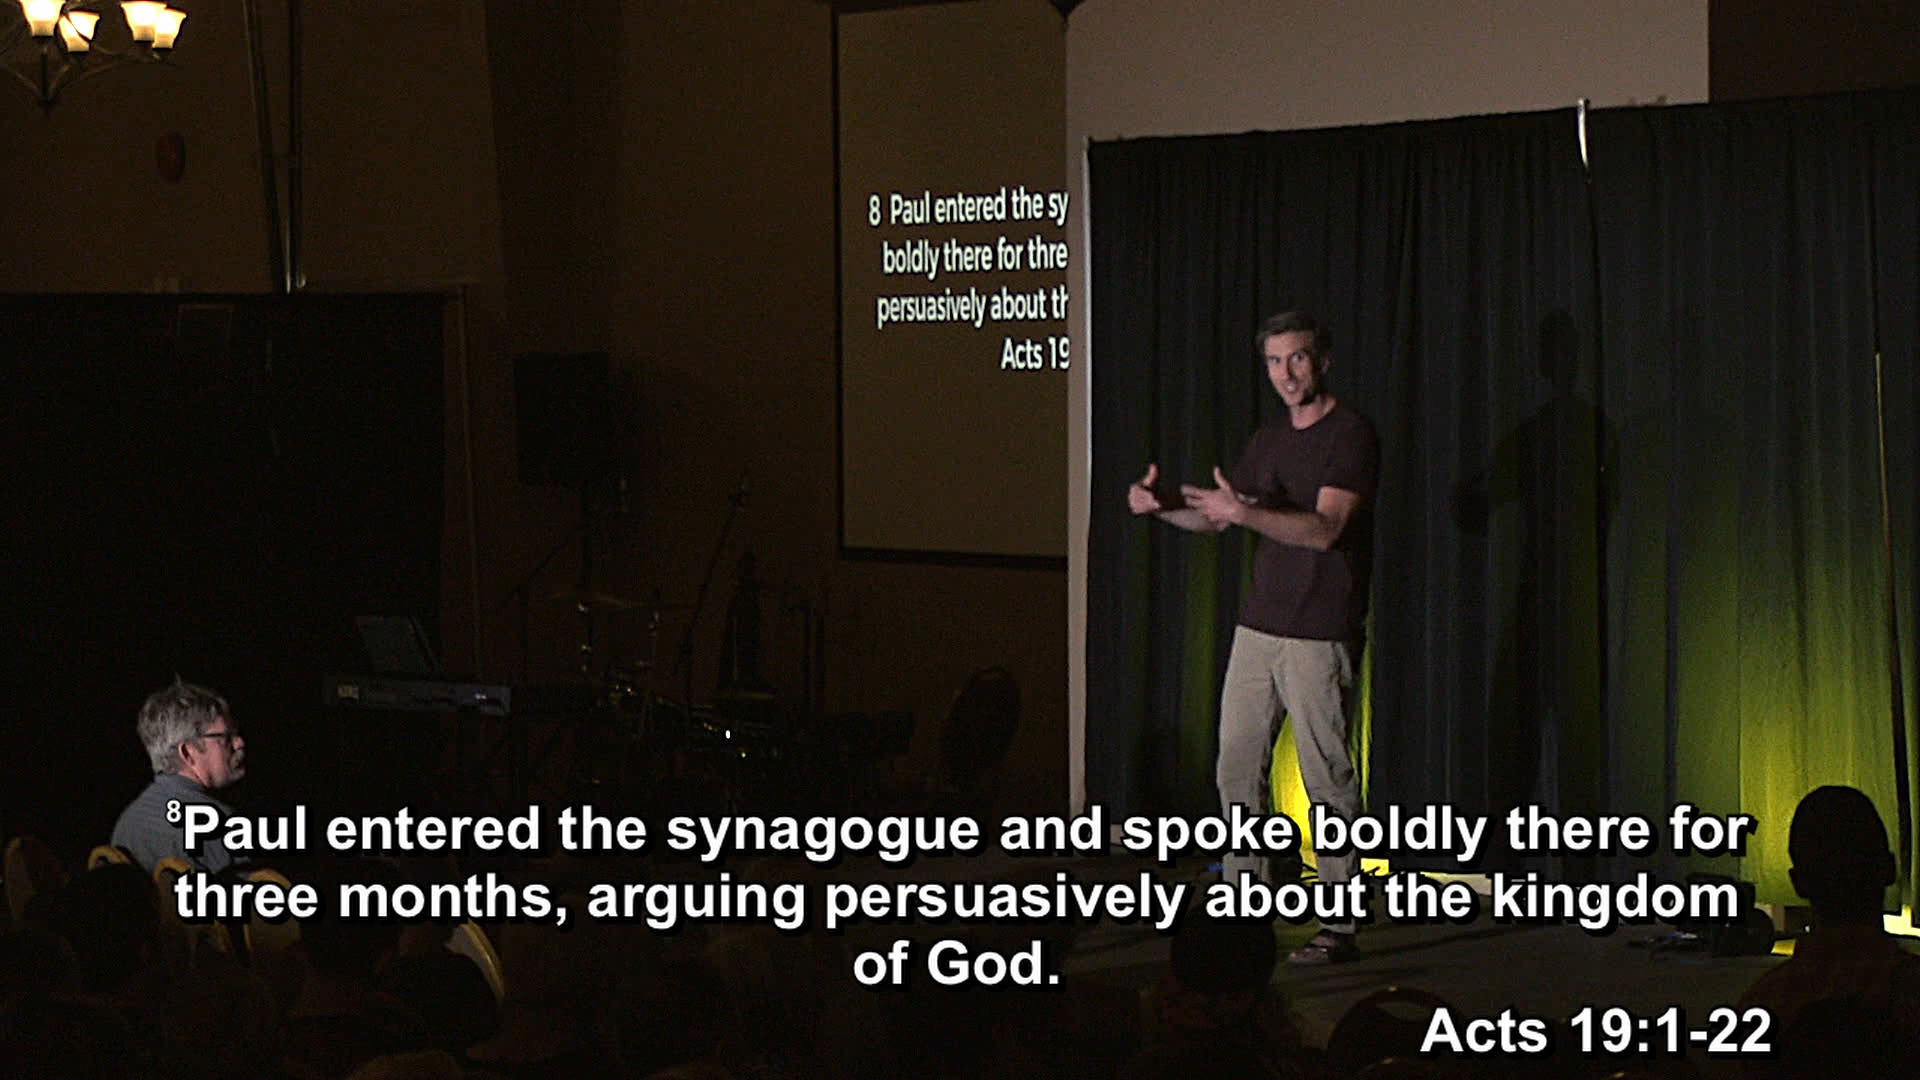 8 Paul entered the sy
boldly there for thre
persuasively about th
Acts 19
⁸Paul entered the synagogue and spoke boldly there for
three months, arguing persuasively about the kingdom
of God.
Acts 19:1-22